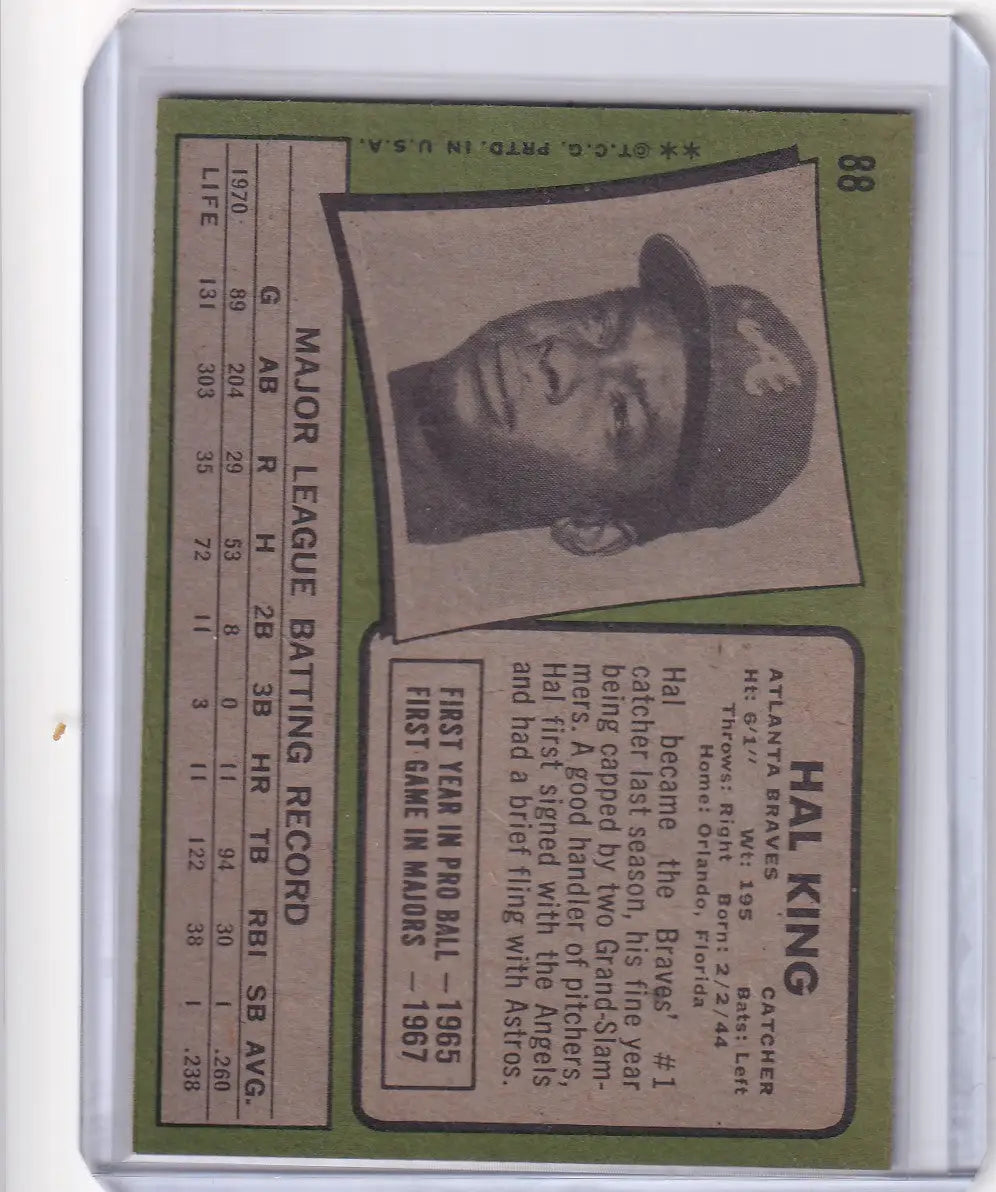 88
**©T.C.G. PRTD. IN U.S.A.
HAL KING
ATLANTA BRAVES CATCHER
Ht: 6'1" Wt: 195 Bats: Left
Throws: Right Born: 2/2/44
Home: Orlando, Florida
Hal became the Braves' #1
catcher last season, his fine year
being capped by two Grand-Slam-
mers. A good handler of pitchers,
Hal first signed with the Angels
and had a brief fling with Astros.
FIRST YEAR IN PRO BALL — 1965
FIRST GAME IN MAJORS — 1967
MAJOR LEAGUE BATTING RECORD
G AB R H 2B 3B HR TB RBI SB AVG.
1970 89 204 29 53 8 0 11 94 30 1 .260
LIFE 131 303 35 72 11 3 11 122 38 1 .238